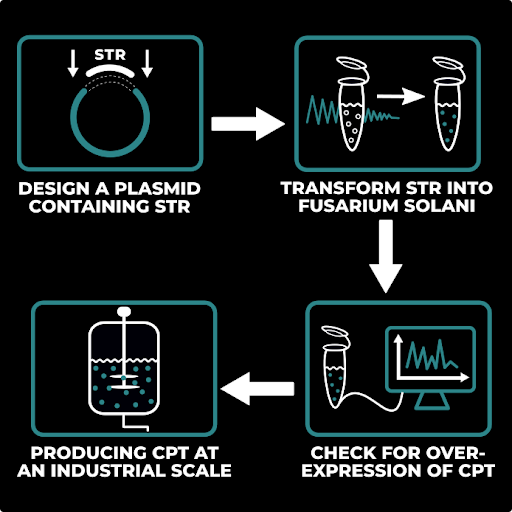 STR
DESIGN A PLASMID
CONTAINING STR
TRANSFORM STR INTO
FUSARIUM SOLANI
CHECK FOR OVER-
EXPRESSION OF CPT
PRODUCING CPT AT
AN INDUSTRIAL SCALE